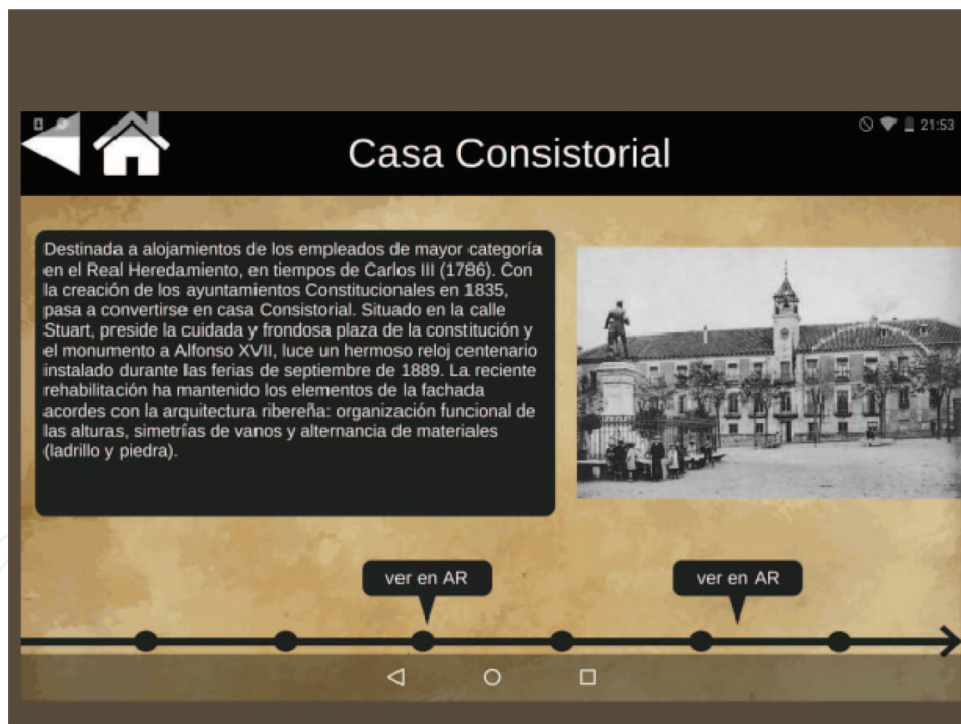 21:53
Casa Consistorial
Destinada a alojamientos de los empleados de mayor categoría
en el Real Heredamiento, en tiempos de Carlos III (1786). Con
la creación de los ayuntamientos Constitucionales en 1835,
pasa a convertirse en casa Consistorial. Situado en la calle
Stuart, preside la cuidada y frondosa plaza de la constitución y
el monumento a Alfonso XVII, luce un hermoso reloj centenario
instalado durante las ferias de septiembre de 1889. La reciente
rehabilitación ha mantenido los elementos de la fachada
acordes con la arquitectura ribereña: organización funcional de
las alturas, simetrías de vanos y alternancia de materiales
(ladrillo y piedra).
ver en AR
ver en AR